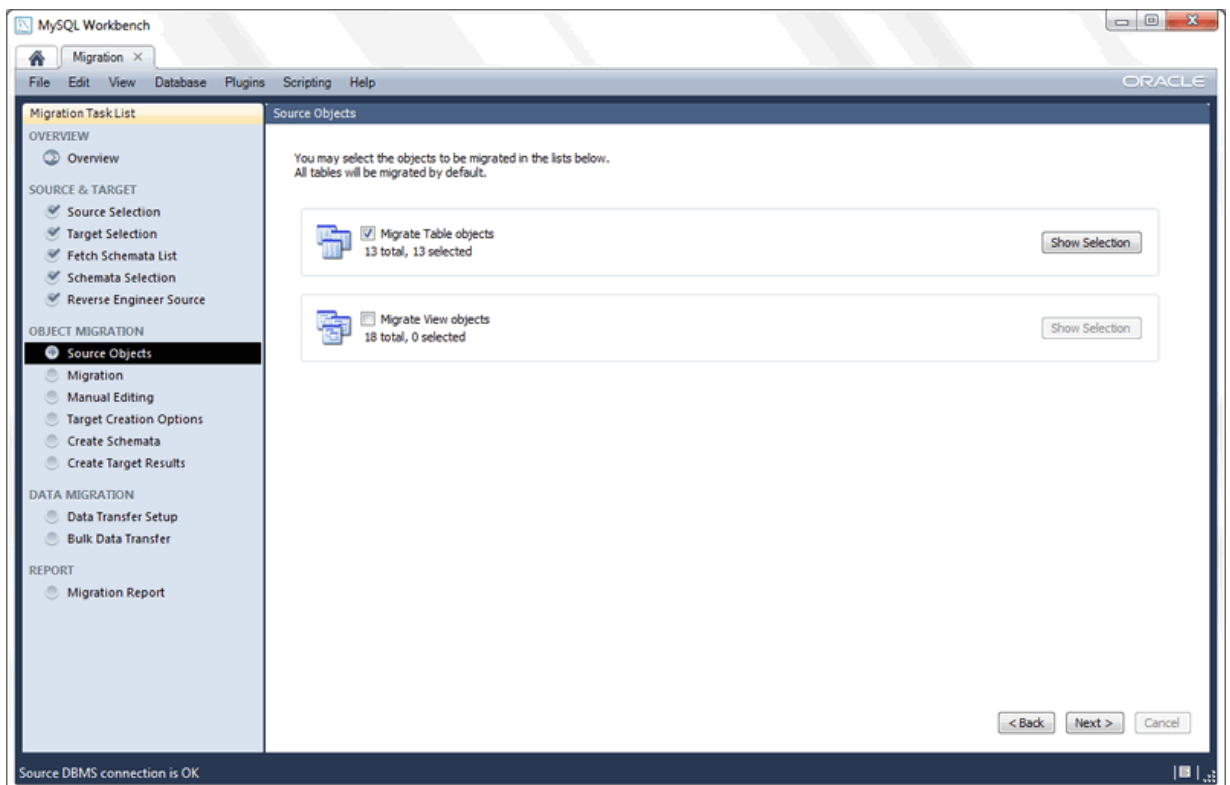 MySQL Workbench
Migration
File Edit View Database Plugins Scripting Help
ORACLE
Migration Task List
OVERVIEW
Overview
SOURCE & TARGET
Source Selection
Target Selection
Fetch Schemata List
Schemata Selection
Reverse Engineer Source
OBJECT MIGRATION
Source Objects
Migration
Manual Editing
Target Creation Options
Create Schemata
Create Target Results
DATA MIGRATION
Data Transfer Setup
Bulk Data Transfer
REPORT
Migration Report
Source Objects
You may select the objects to be migrated in the lists below.
All tables will be migrated by default.
Migrate Table objects
13 total, 13 selected
Show Selection
Migrate View objects
18 total, 0 selected
Show Selection
< Back Next > Cancel
Source DBMS connection is OK